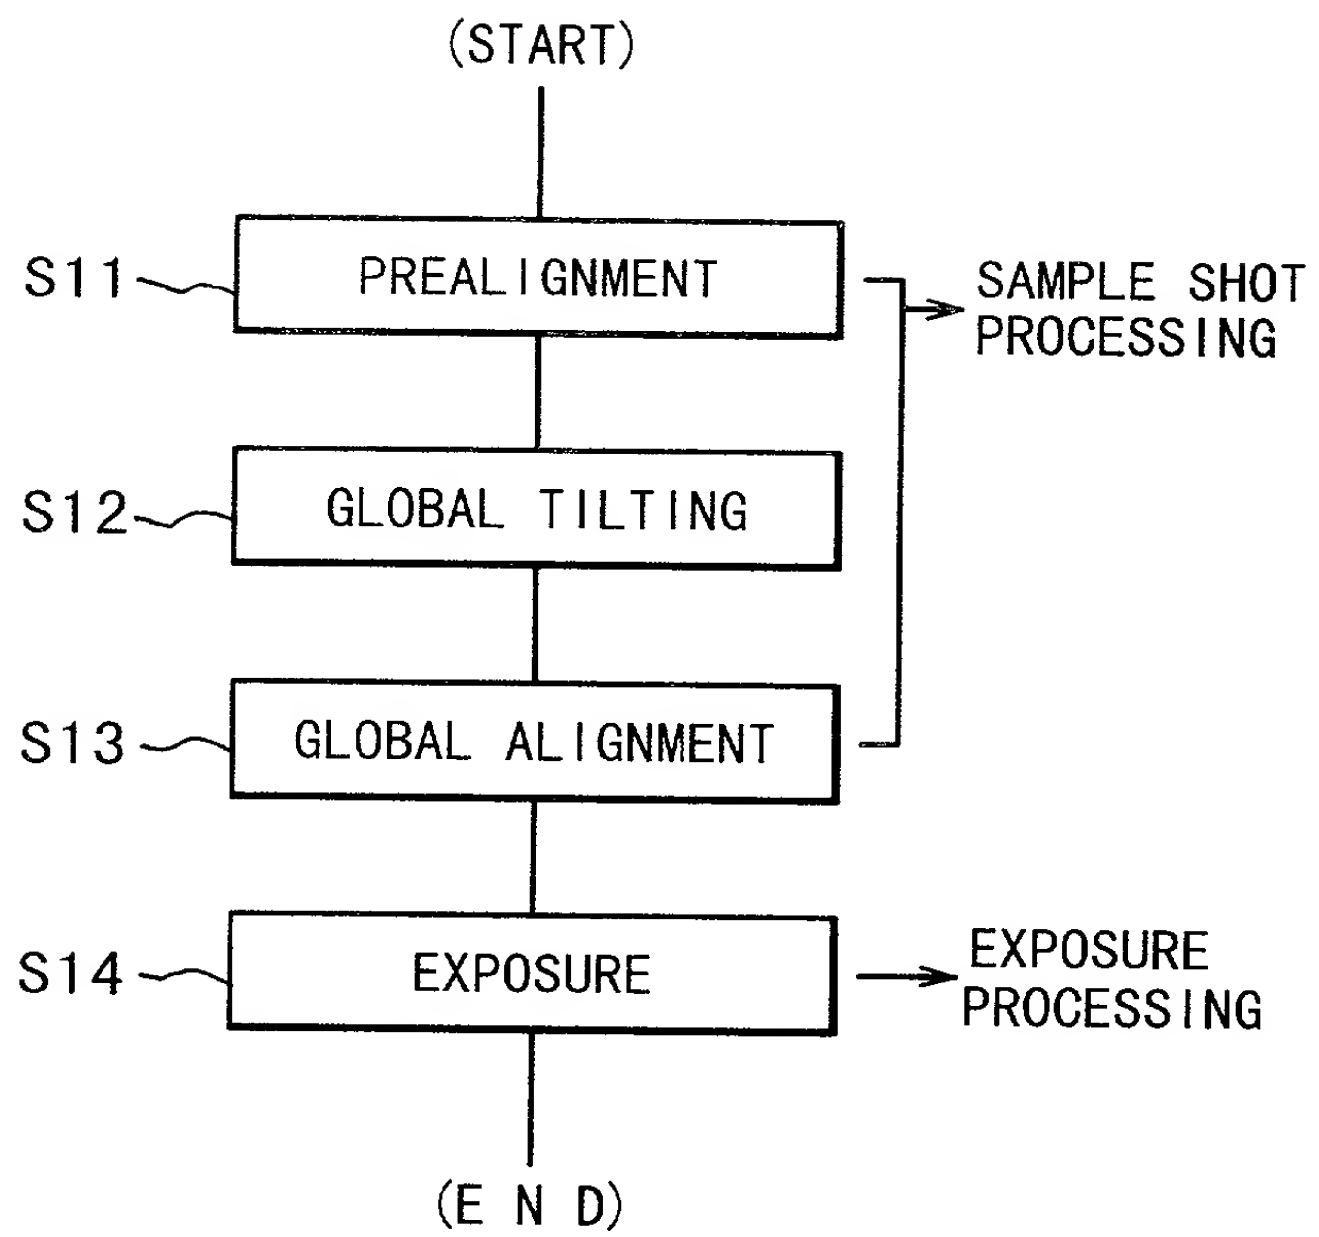 (START)
S11
PREALIGNMENT
SAMPLE SHOT
PROCESSING
S12
GLOBAL TILTING
S13
GLOBAL ALIGNMENT
S14
EXPOSURE
EXPOSURE
PROCESSING
(E N D)